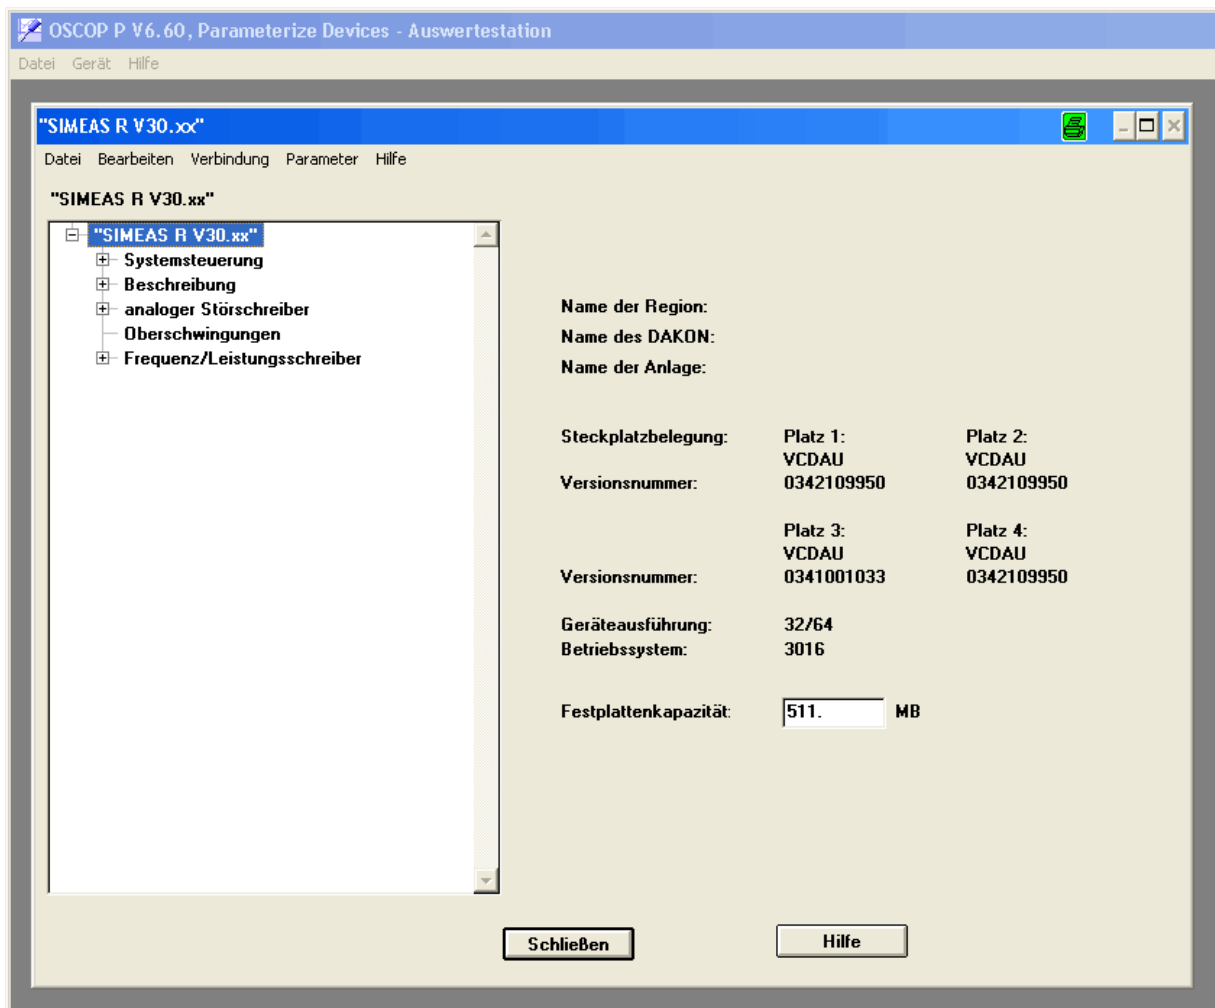 OSCOP P V6.60, Parameterize Devices - Auswertestation
Datei Gerät Hilfe
"SIMEAS R V30.xx"
Datei Bearbeiten Verbindung Parameter Hilfe
"SIMEAS R V30.xx"
"SIMEAS R V30.xx"
Systemsteuerung
Beschreibung
analoger Störschreiber
Oberschwingungen
Frequenz/Leistungsschreiber
Name der Region:
Name des DAKON:
Name der Anlage:
Steckplatzbelegung: Platz 1: Platz 2:
VCDAU VCDAU
Versionsnummer: 0342109950 0342109950
Platz 3: Platz 4:
VCDAU VCDAU
Versionsnummer: 0341001033 0342109950
Geräteausführung: 32/64
Betriebssystem: 3016
Festplattenkapazität: 511. MB
Schließen Hilfe